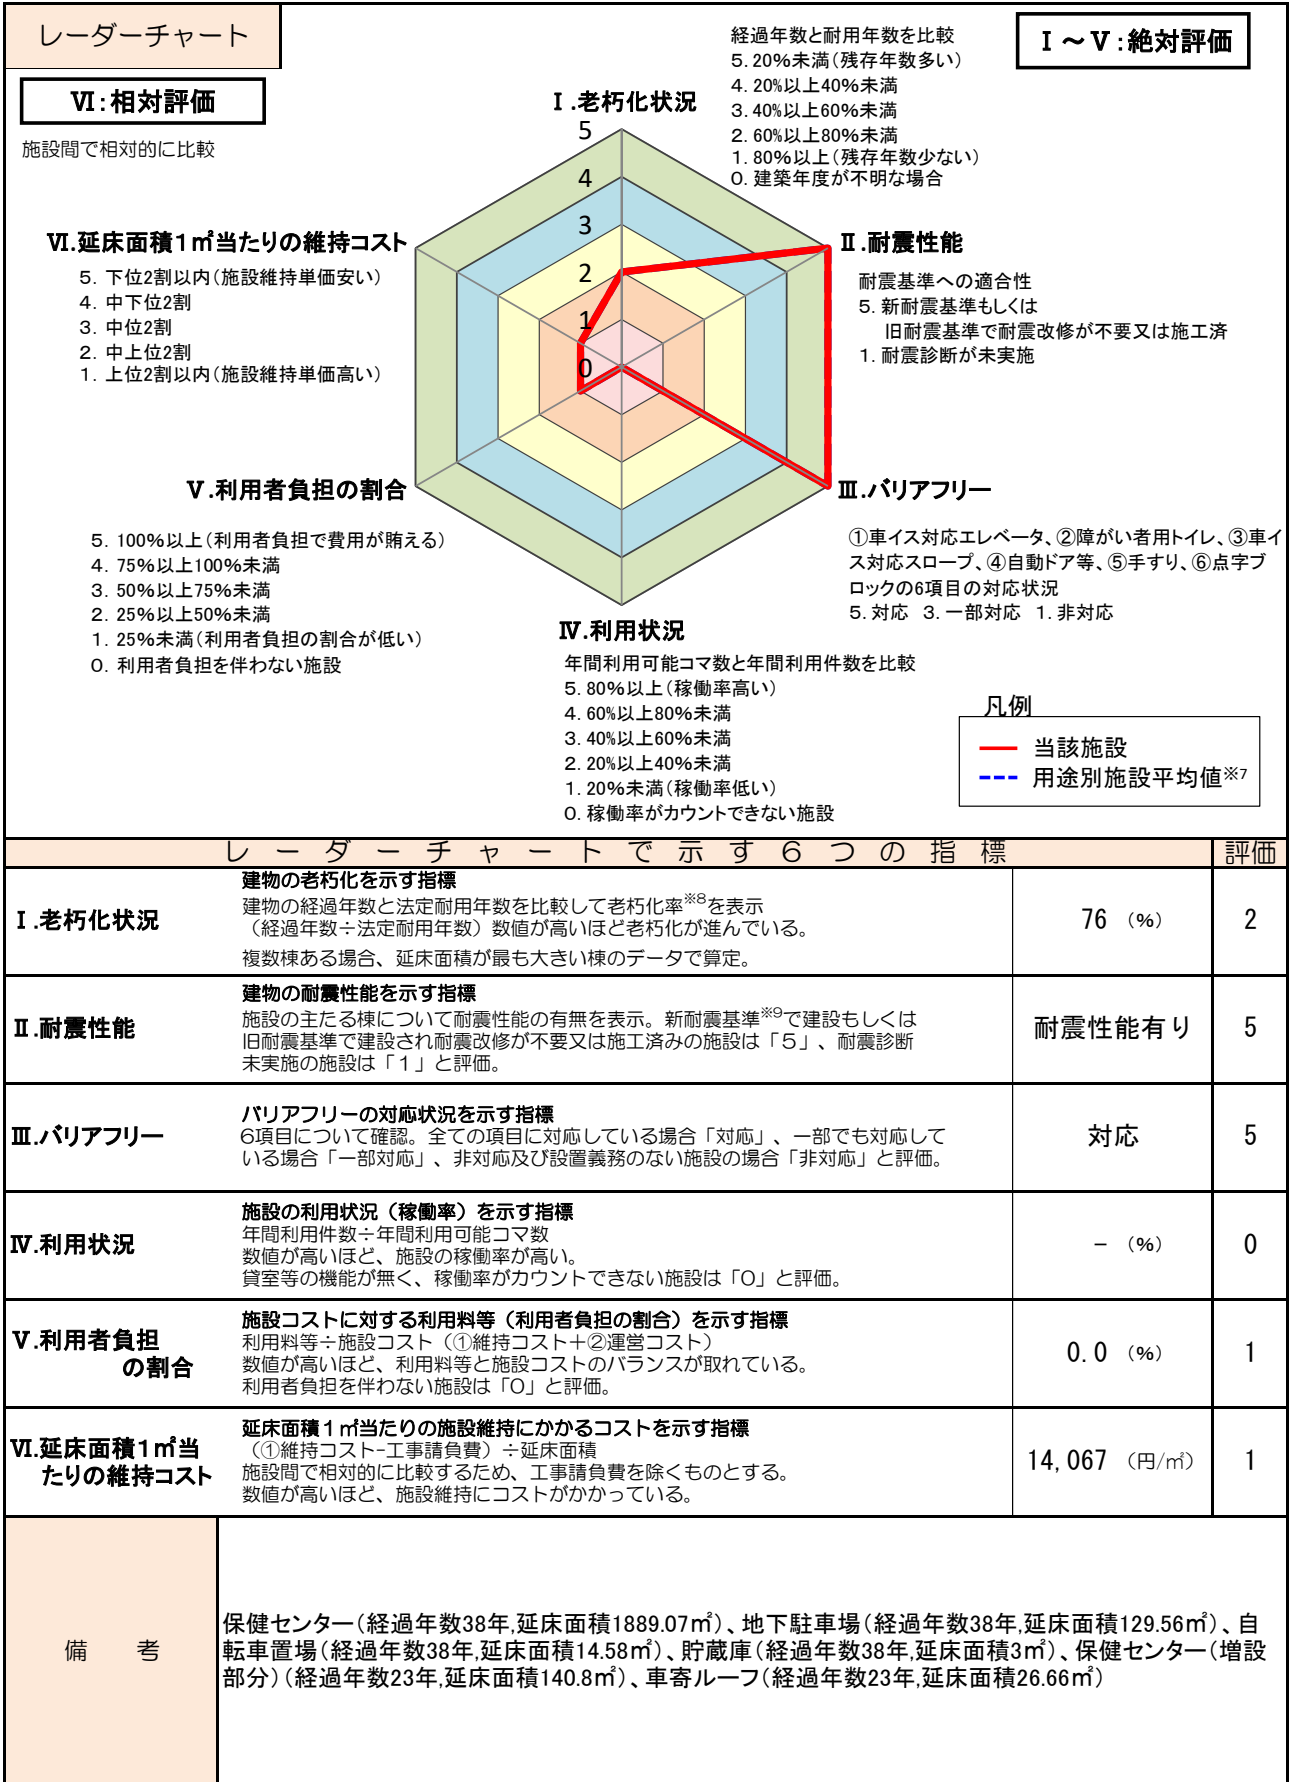 レーダーチャート
Ⅰ～Ⅴ:絶対評価
Ⅵ:相対評価
施設間で相対的に比較
経過年数と耐用年数を比較
5. 20%未満(残存年数多い)
4. 20%以上40%未満
3. 40%以上60%未満
2. 60%以上80%未満
1. 80%以上(残存年数少ない)
0. 建築年度が不明な場合
Ⅰ.老朽化状況
5
4
3
2
1
0
Ⅵ.延床面積1㎡当たりの維持コスト
5. 下位2割以内(施設維持単価安い)
4. 中下位2割
3. 中位2割
2. 中上位2割
1. 上位2割以内(施設維持単価高い)
Ⅱ.耐震性能
耐震基準への適合性
5. 新耐震基準もしくは
旧耐震基準で耐震改修が不要又は施工済
1. 耐震診断が未実施
Ⅴ.利用者負担の割合
5. 100%以上(利用者負担で費用が賄える)
4. 75%以上100%未満
3. 50%以上75%未満
2. 25%以上50%未満
1. 25%未満(利用者負担の割合が低い)
0. 利用者負担を伴わない施設
Ⅲ.バリアフリー
①車イス対応エレベータ、②障がい者用トイレ、③車イ
ス対応スロープ、④自動ドア等、⑤手すり、⑥点字ブ
ロックの6項目の対応状況
5. 対応 3. 一部対応 1. 非対応
Ⅳ.利用状況
年間利用可能コマ数と年間利用件数を比較
5. 80%以上(稼働率高い)
4. 60%以上80%未満
3. 40%以上60%未満
2. 20%以上40%未満
1. 20%未満(稼働率低い)
0. 稼働率がカウントできない施設
凡例
当該施設
用途別施設平均値※7
レーダーチャートで示す6つの指標 評価
Ⅰ.老朽化状況
建物の老朽化を示す指標
建物の経過年数と法定耐用年数を比較して老朽化率※8を表示
(経過年数÷法定耐用年数)数値が高いほど老朽化が進んでいる。
複数棟ある場合、延床面積が最も大きい棟のデータで算定。
76 (%) 2
Ⅱ.耐震性能
建物の耐震性能を示す指標
施設の主たる棟について耐震性能の有無を表示。新耐震基準※9で建設もしくは
旧耐震基準で建設され耐震改修が不要又は施工済みの施設は「5」、耐震診断
未実施の施設は「1」と評価。
耐震性能有り 5
Ⅲ.バリアフリー
バリアフリーの対応状況を示す指標
6項目について確認。全ての項目に対応している場合「対応」、一部でも対応して
いる場合「一部対応」、非対応及び設置義務のない施設の場合「非対応」と評価。
対応 5
Ⅳ.利用状況
施設の利用状況(稼働率)を示す指標
年間利用件数÷年間利用可能コマ数
数値が高いほど、施設の稼働率が高い。
貸室等の機能が無く、稼働率がカウントできない施設は「0」と評価。
- (%) 0
Ⅴ.利用者負担
の割合
施設コストに対する利用料等(利用者負担の割合)を示す指標
利用料等÷施設コスト(①維持コスト+②運営コスト)
数値が高いほど、利用料等と施設コストのバランスが取れている。
利用者負担を伴わない施設は「0」と評価。
0.0 (%) 1
Ⅵ.延床面積1㎡当
たりの維持コスト
延床面積1㎡当たりの施設維持にかかるコストを示す指標
(①維持コスト-工事請負費)÷延床面積
施設間で相対的に比較するため、工事請負費を除くものとする。
数値が高いほど、施設維持にコストがかかっている。
14,067 (円/㎡) 1
備 考
保健センター(経過年数38年,延床面積1889.07㎡)、地下駐車場(経過年数38年,延床面積129.56㎡)、自
転車置場(経過年数38年,延床面積14.58㎡)、貯蔵庫(経過年数38年,延床面積3㎡)、保健センター(増設
部分)(経過年数23年,延床面積140.8㎡)、車寄ルーフ(経過年数23年,延床面積26.66㎡)